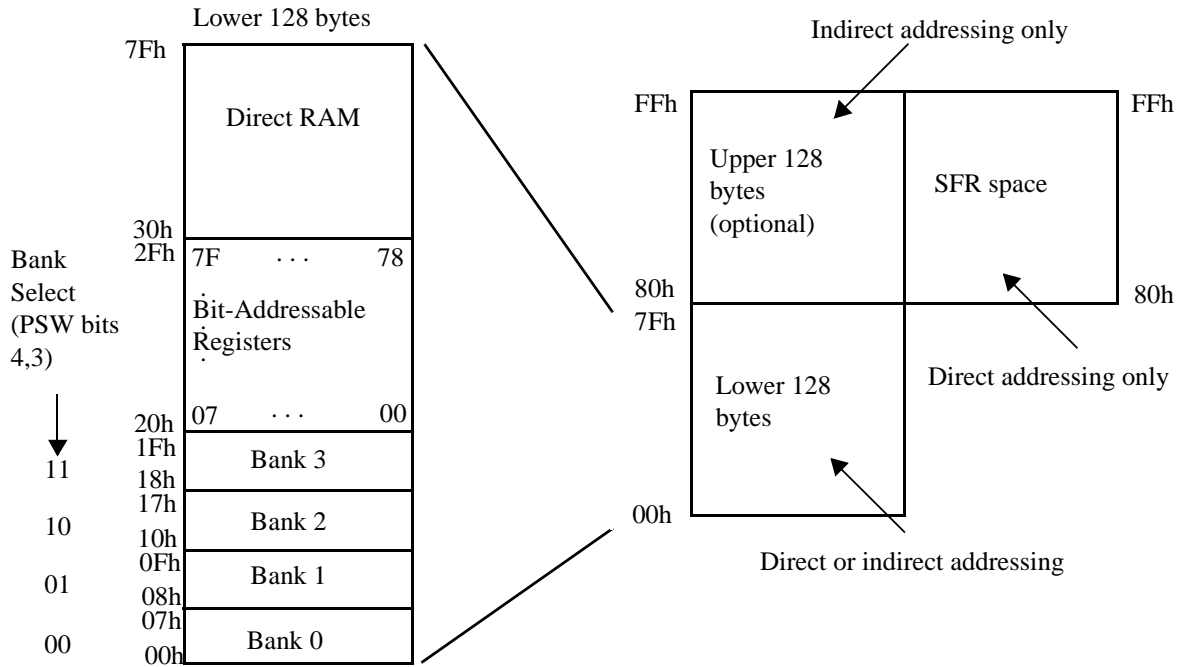 Lower 128 bytes
7Fh
Direct RAM
30h
2Fh
7F . . . 78
.
Bit-Addressable
.
Registers
.
07 . . . 00
20h
Bank
Select
(PSW bits
4,3)
1Fh
11
Bank 3
18h
17h
10
Bank 2
10h
0Fh
01
Bank 1
08h
07h
00
Bank 0
00h
Indirect addressing only
FFh
FFh
Upper 128
bytes
(optional)
SFR space
80h
80h
7Fh
Direct addressing only
Lower 128
bytes
00h
Direct or indirect addressing